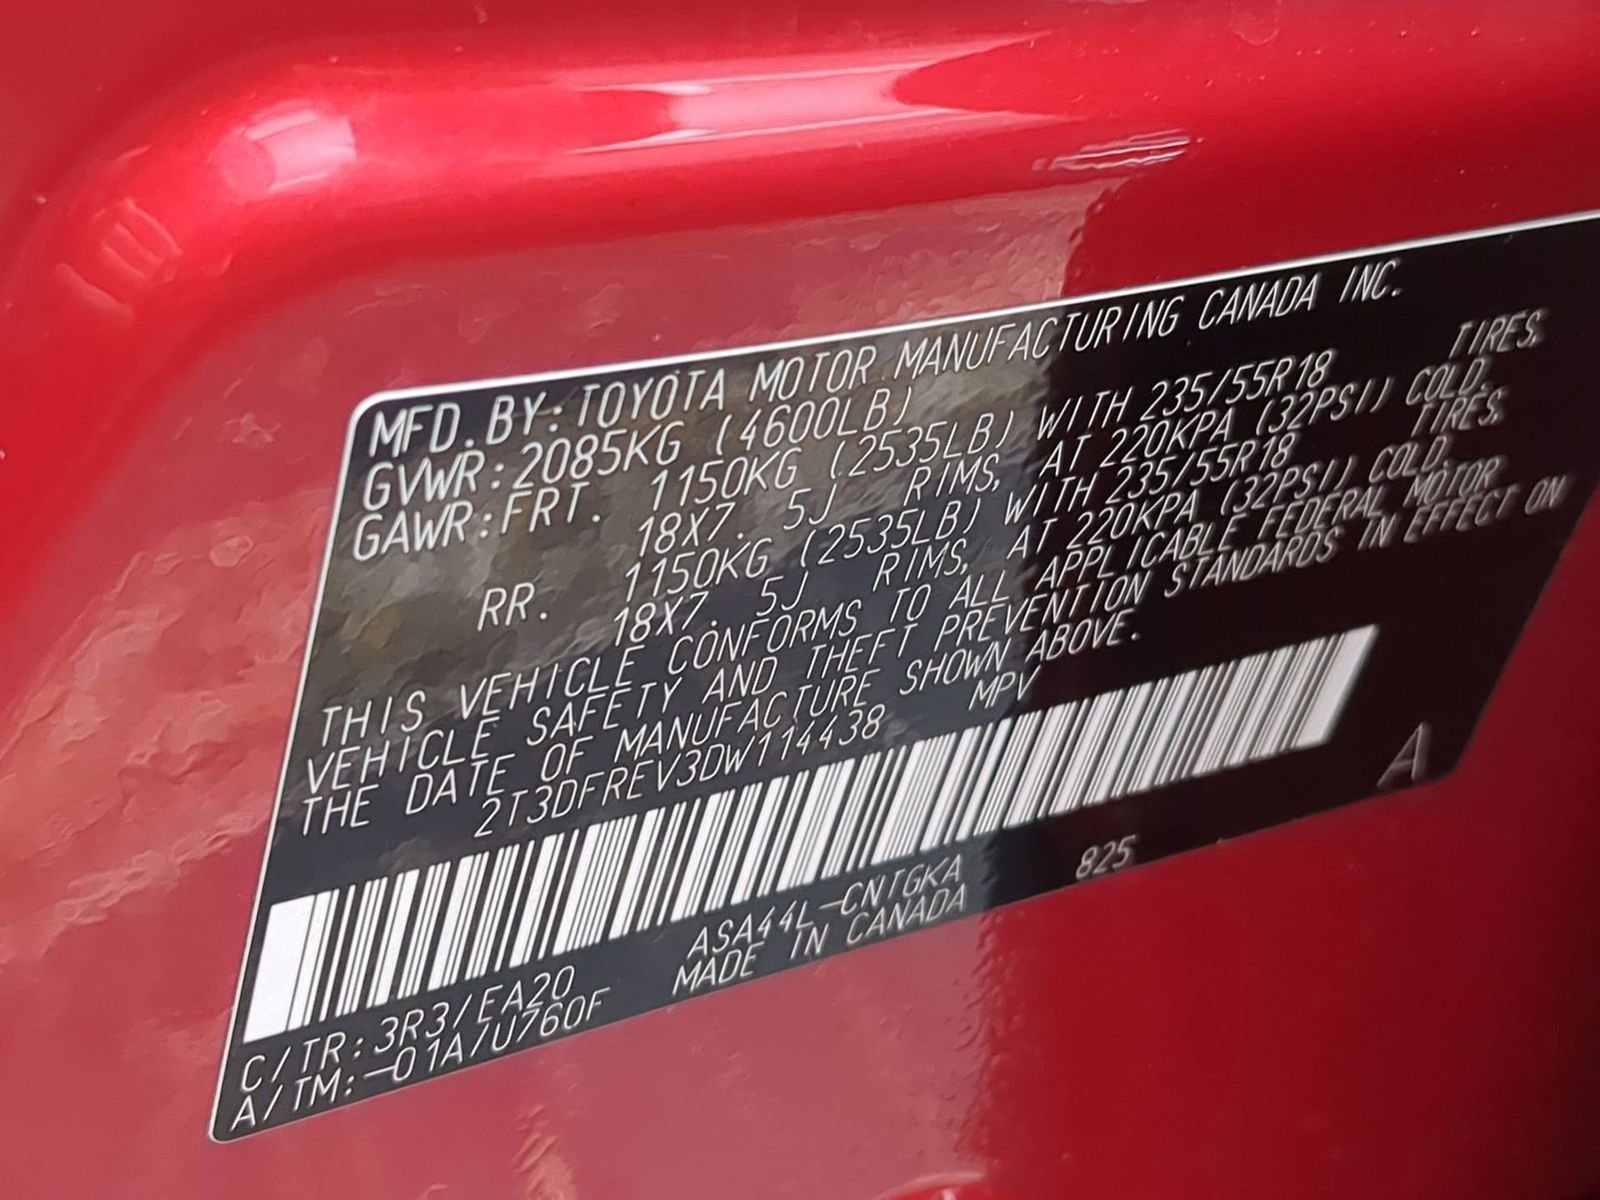 MFD. BY: TOYOTA MOTOR MANUFACTURING CANADA INC.
GVWR: 2085KG (4600LB)
GAWR: FRT. 1150KG (2535LB) WITH 235/55R18 TIRES,
18X7. 5J RIMS, AT 220KPA (32PSI) COLD.
RR. 1150KG (2535LB) WITH 235/55R18 TIRES,
18X7. 5J RIMS, AT 220KPA (32PSI) COLD.
THIS VEHICLE CONFORMS TO ALL APPLICABLE FEDERAL MOTOR
VEHICLE SAFETY AND THEFT PREVENTION STANDARDS IN EFFECT ON
THE DATE OF MANUFACTURE SHOWN ABOVE.
2T3DFREV3DW114438 MPV
A
C/TR: 3R3/EA20 ASA44L-CNTGKA 825
A/TM: -01A/U760F MADE IN CANADA